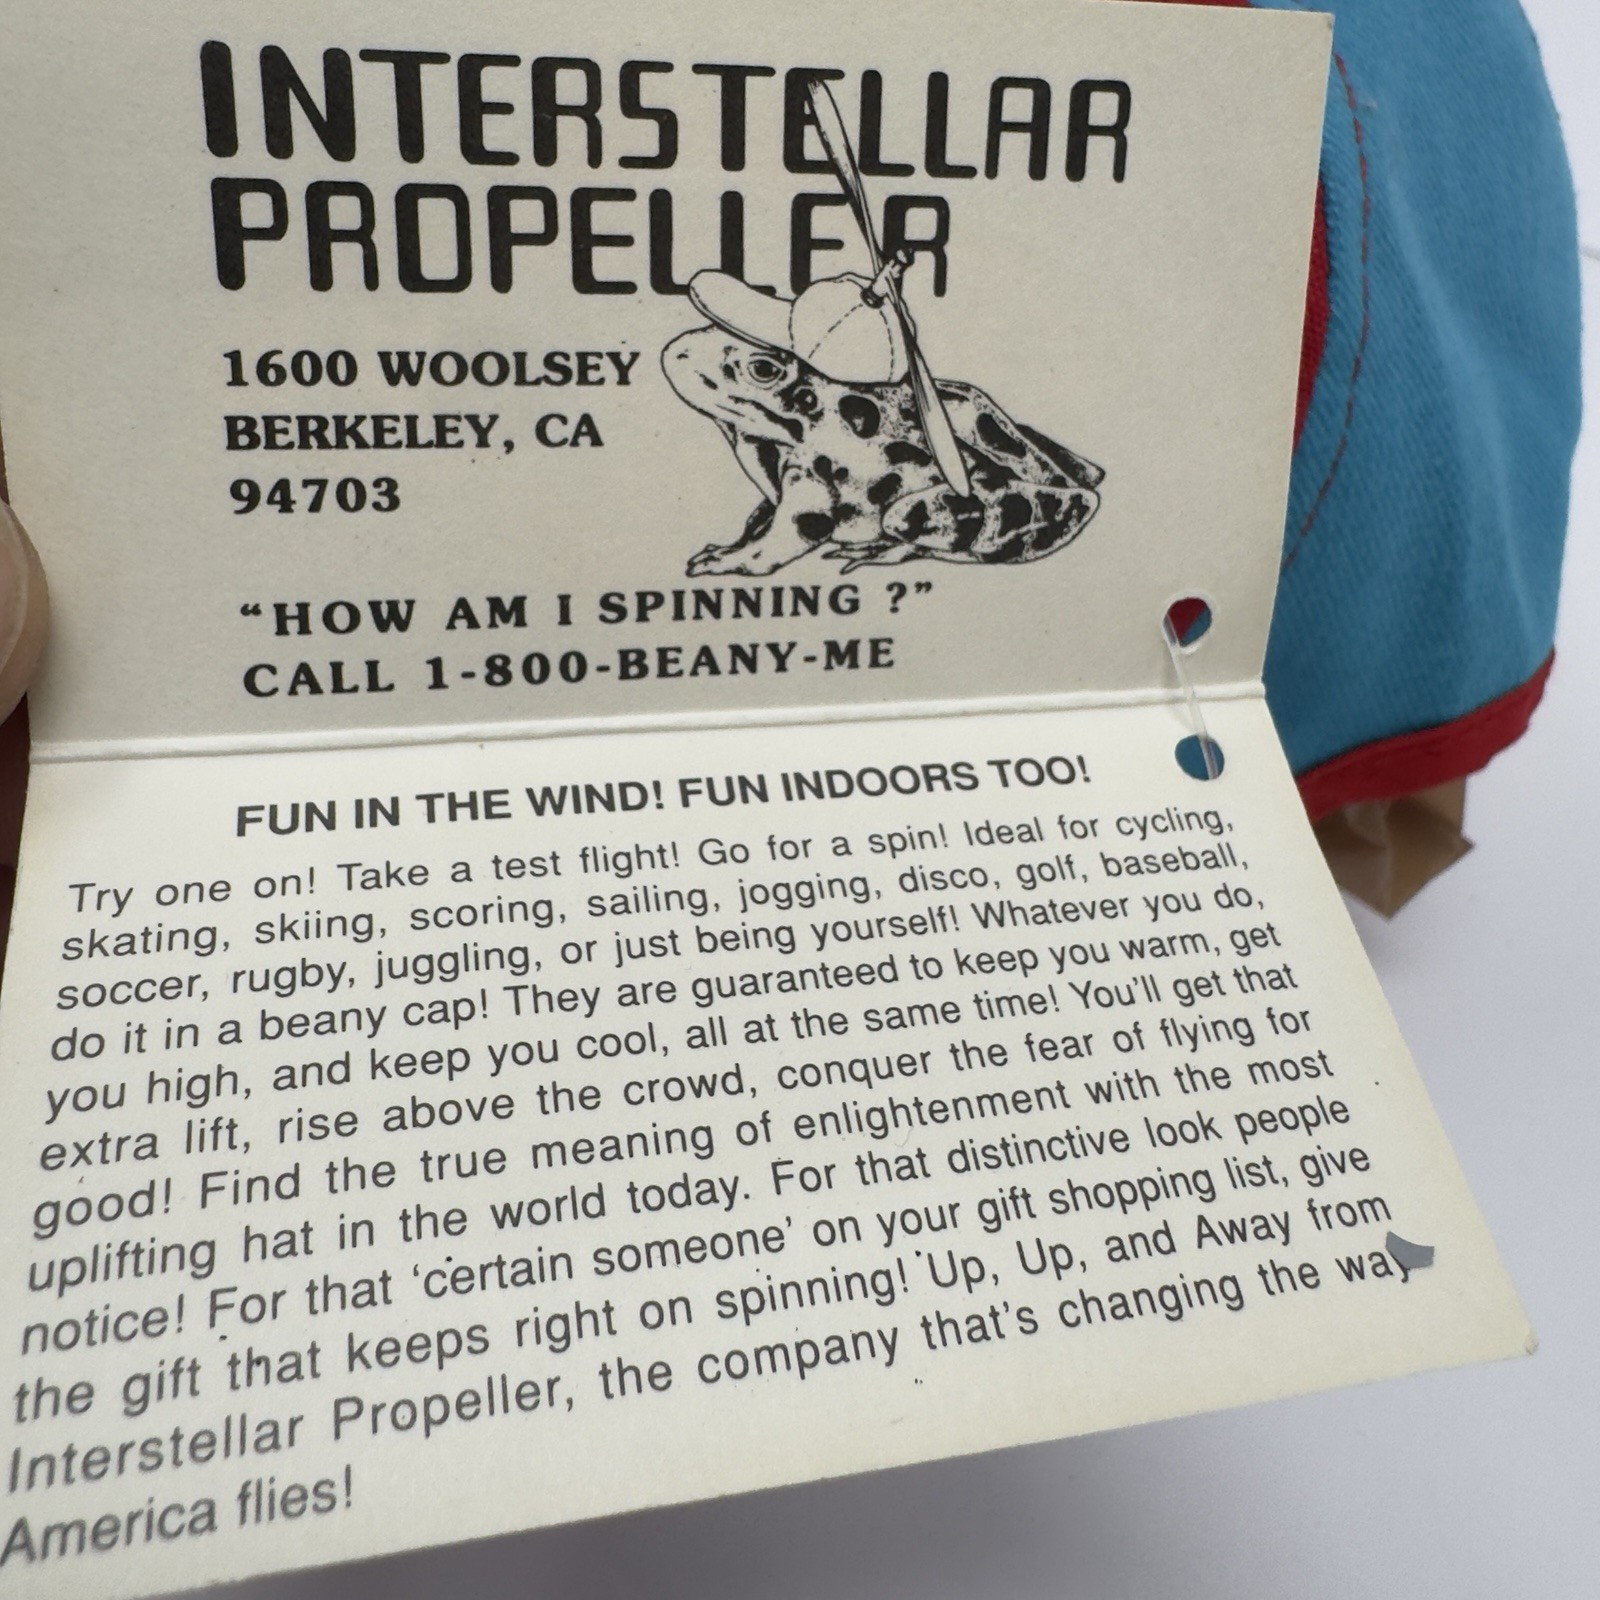 INTERSTELLAR
PROPELLER
1600 WOOLSEY
BERKELEY, CA
94703
“HOW AM I SPINNING ?”
CALL 1-800-BEANY-ME
FUN IN THE WIND! FUN INDOORS TOO!
Try one on! Take a test flight! Go for a spin! Ideal for cycling,
skating, skiing, scoring, sailing, jogging, disco, golf, baseball,
soccer, rugby, juggling, or just being yourself! Whatever you do,
do it in a beany cap! They are guaranteed to keep you warm, get
you high, and keep you cool, all at the same time! You’ll get that
extra lift, rise above the crowd, conquer the fear of flying for
good! Find the true meaning of enlightenment with the most
uplifting hat in the world today. For that distinctive look people
notice! For that ‘certain someone’ on your gift shopping list, give
the gift that keeps right on spinning! Up, Up, and Away from
Interstellar Propeller, the company that’s changing the way
America flies!